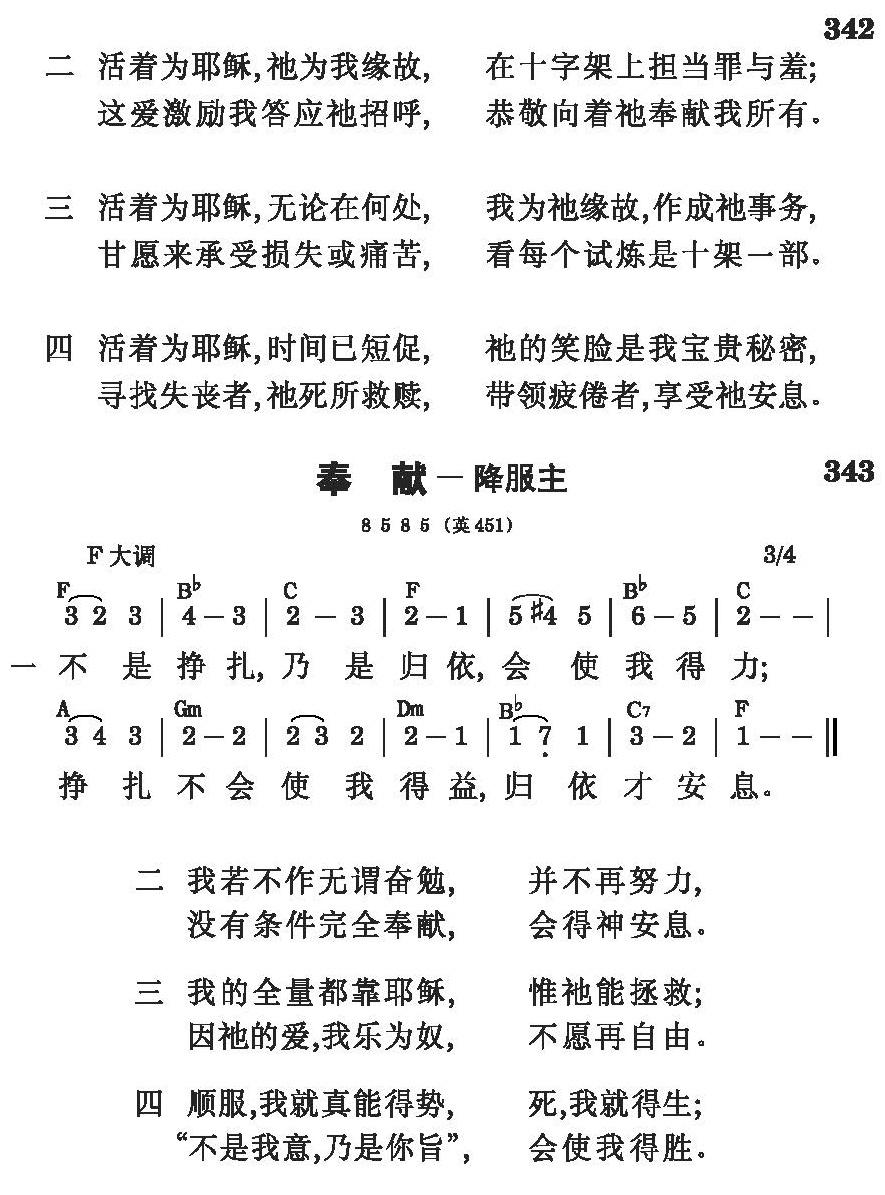 342
二 活着为耶稣,祂为我缘故, 在十字架上担当罪与羞;
这爱激励我答应祂招呼, 恭敬向着祂奉献我所有。
三 活着为耶稣,无论在何处, 我为祂缘故,作成祂事务,
甘愿来承受损失或痛苦, 看每个试炼是十架一部。
四 活着为耶稣,时间已短促, 祂的笑脸是我宝贵秘密,
寻找失丧者,祂死所救赎, 带领疲倦者,享受祂安息。
奉 献—降服主 343
8 5 8 5 (英451)
F大调 3/4
F B♭ C F B♭ C
3 2 3 | 4 – 3 | 2 – 3 | 2 – 1 | 5 #4 5 | 6 – 5 | 2 – – |
一 不 是 挣 扎, 乃 是 归 依, 会 使 我 得 力;
A Gm Dm B♭ C7 F
3 4 3 | 2 – 2 | 2 3 2 | 2 – 1 | 1 7̣ 1 | 3 – 2 | 1 – – ‖
挣 扎 不 会 使 我 得 益, 归 依 才 安 息。
二 我若不作无谓奋勉, 并不再努力,
没有条件完全奉献, 会得神安息。
三 我的全量都靠耶稣, 惟祂能拯救;
因祂的爱,我乐为奴, 不愿再自由。
四 顺服,我就真能得势, 死,我就得生;
“不是我意,乃是你旨”, 会使我得胜。